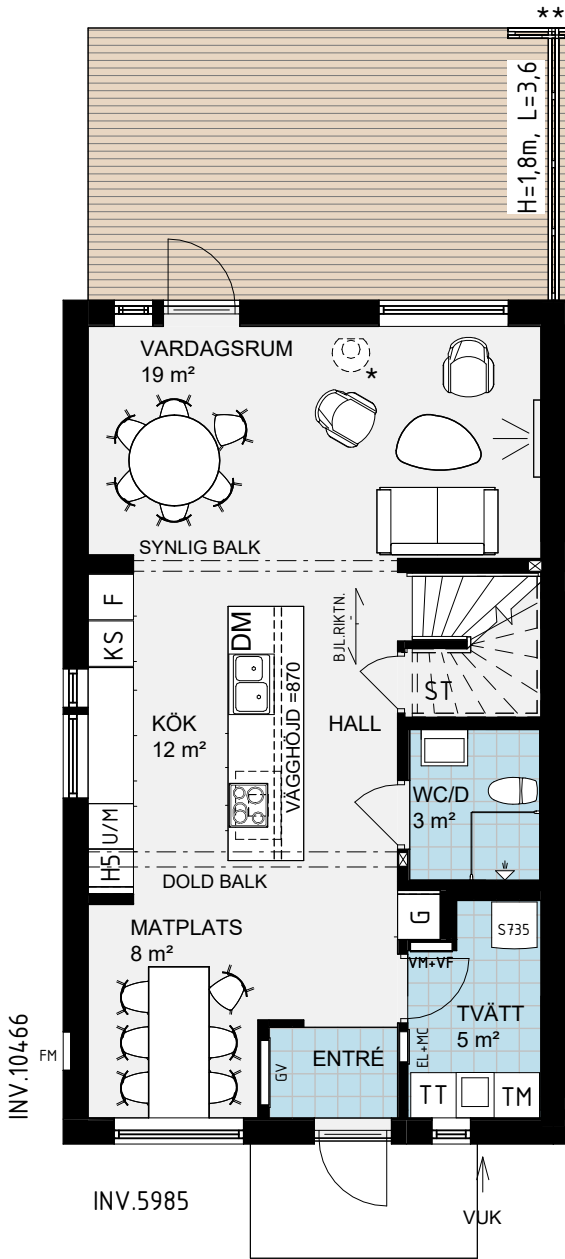 **
H=1,8m, L=3,6
VARDAGSRUM
19 m²
*
SYNLIG BALK
F
KS
DM
BJL.RIKTN.
ST
VÄGGHÖJD =870
KÖK
12 m²
HALL
WC/D
3 m²
U/M
H5
DOLD BALK
G
MATPLATS
8 m²
S735
VM+VF
TVÄTT
5 m²
INV.10466
FM
GV
ENTRÉ
EL+MC
TT
TM
INV.5985
VUK